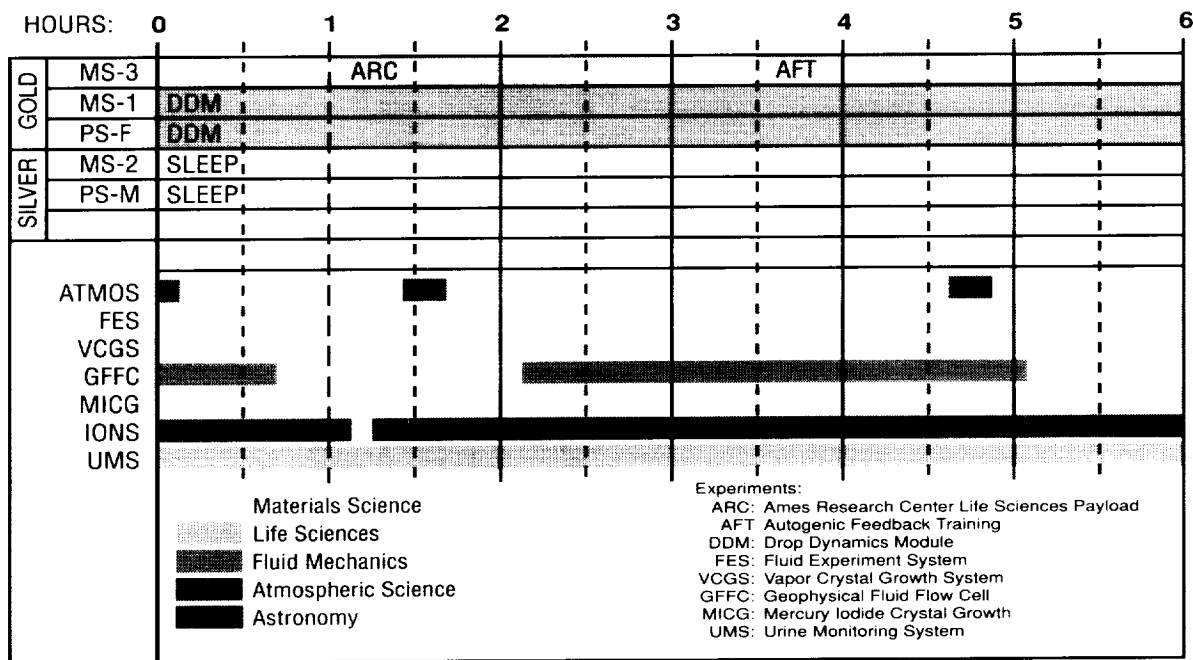 HOURS: 0 1 2 3 4 5 6
GOLD
MS-3 ARC AFT
MS-1 DDM
PS-F DDM
SILVER
MS-2 SLEEP
PS-M SLEEP
ATMOS
FES
VCGS
GFFC
MICG
IONS
UMS
Materials Science
Life Sciences
Fluid Mechanics
Atmospheric Science
Astronomy
Experiments:
ARC: Ames Research Center Life Sciences Payload
AFT Autogenic Feedback Training
DDM: Drop Dynamics Module
FES: Fluid Experiment System
VCGS: Vapor Crystal Growth System
GFFC: Geophysical Fluid Flow Cell
MICG: Mercury Iodide Crystal Growth
UMS: Urine Monitoring System